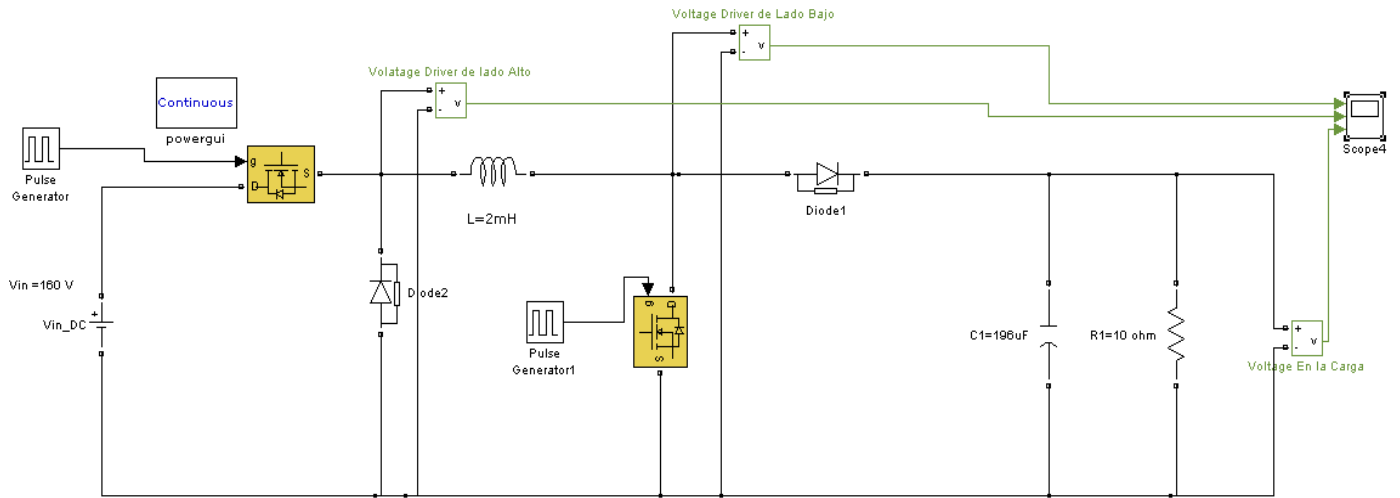 Voltage Driver de Lado Bajo
+
-
v
Volatage Driver de lado Alto
+
-
v
Continuous
powergui
Scope4
Pulse
Generator
g
D
S
L=2mH
Diode1
Vin =160 V
+
Vin_DC
Diode2
Pulse
Generator1
g
D
S
C1=196uF
R1=10 ohm
+
-
v
Voltage En la Carga